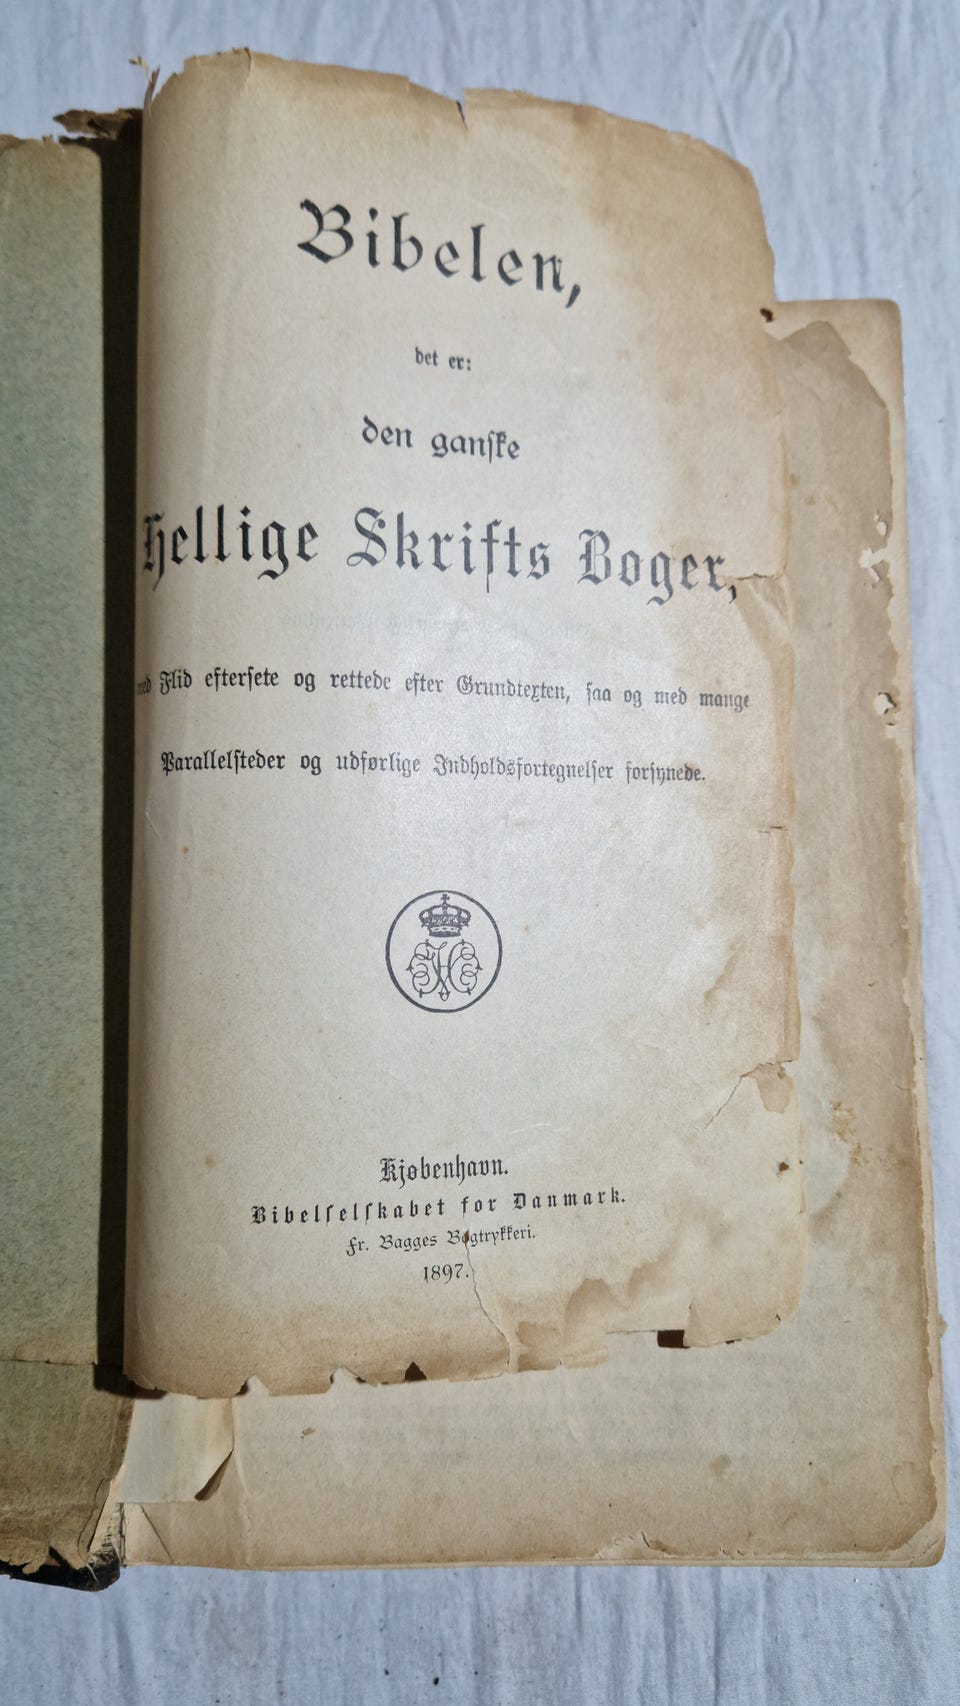 Bibelen,
det er:
den ganske
Hellige Skrifts Bøger,
med Flid eftersete og rettede efter Grundtexten, saa og med mange
Parallelsteder og udførlige Indholdsfortegnelser forsynede.
Kjøbenhavn.
Bibelselskabet for Danmark.
Fr. Bagges Bogtrykkeri.
1897.